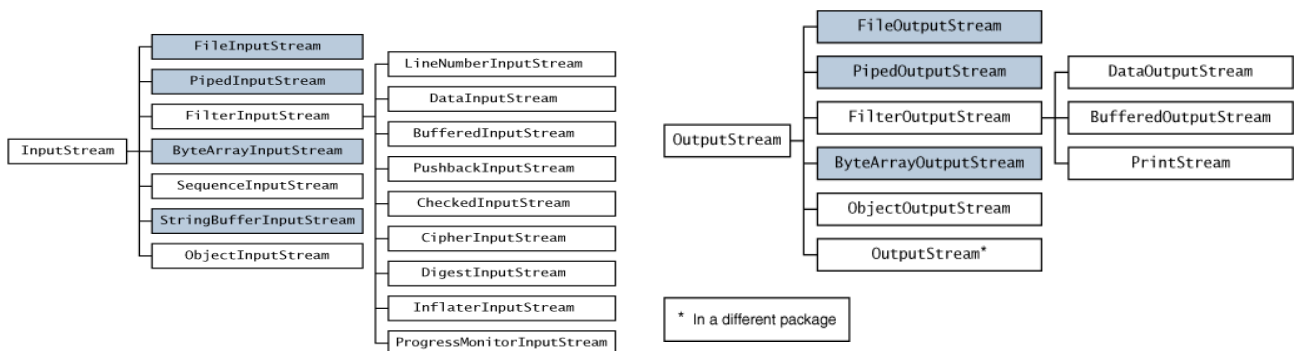 InputStream
FileInputStream
PipedInputStream
FilterInputStream
ByteArrayInputStream
SequenceInputStream
StringBufferInputStream
ObjectInputStream
LineNumberInputStream
DataInputStream
BufferedInputStream
PushbackInputStream
CheckedInputStream
CipherInputStream
DigestInputStream
InflaterInputStream
ProgressMonitorInputStream
OutputStream
FileOutputStream
PipedOutputStream
FilterOutputStream
ByteArrayOutputStream
ObjectOutputStream
OutputStream*
DataOutputStream
BufferedOutputStream
PrintStream
* In a different package